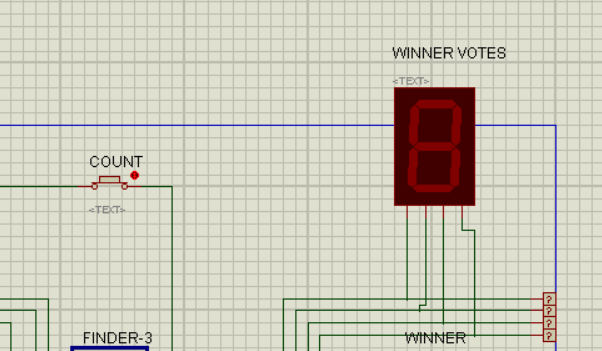 WINNER VOTES
<TEXT>
COUNT
<TEXT>
?
?
?
?
FINDER-3
WINNER